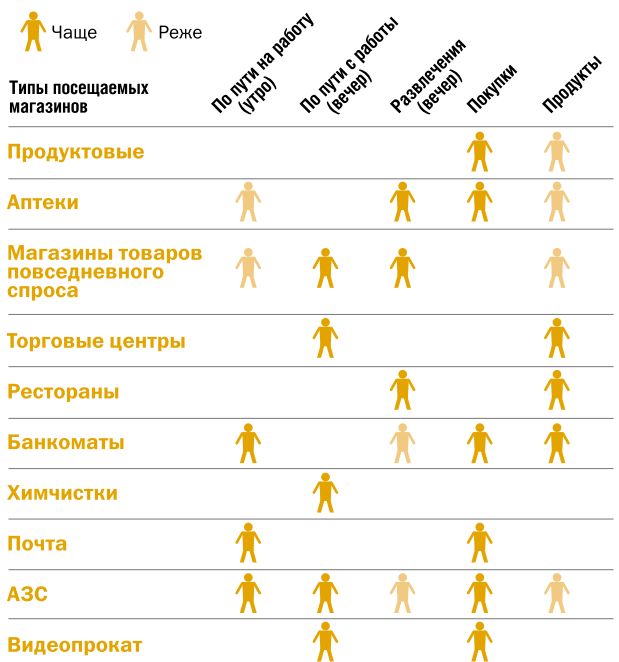 Чаще
Реже
Типы посещаемых
магазинов
По пути на работу
(утро)
По пути с работы
(вечер)
Развлечения
(вечер)
Покупки
Продукты
Продуктовые
Аптеки
Магазины товаров
повседневного
спроса
Торговые центры
Рестораны
Банкоматы
Химчистки
Почта
АЗС
Видеопрокат